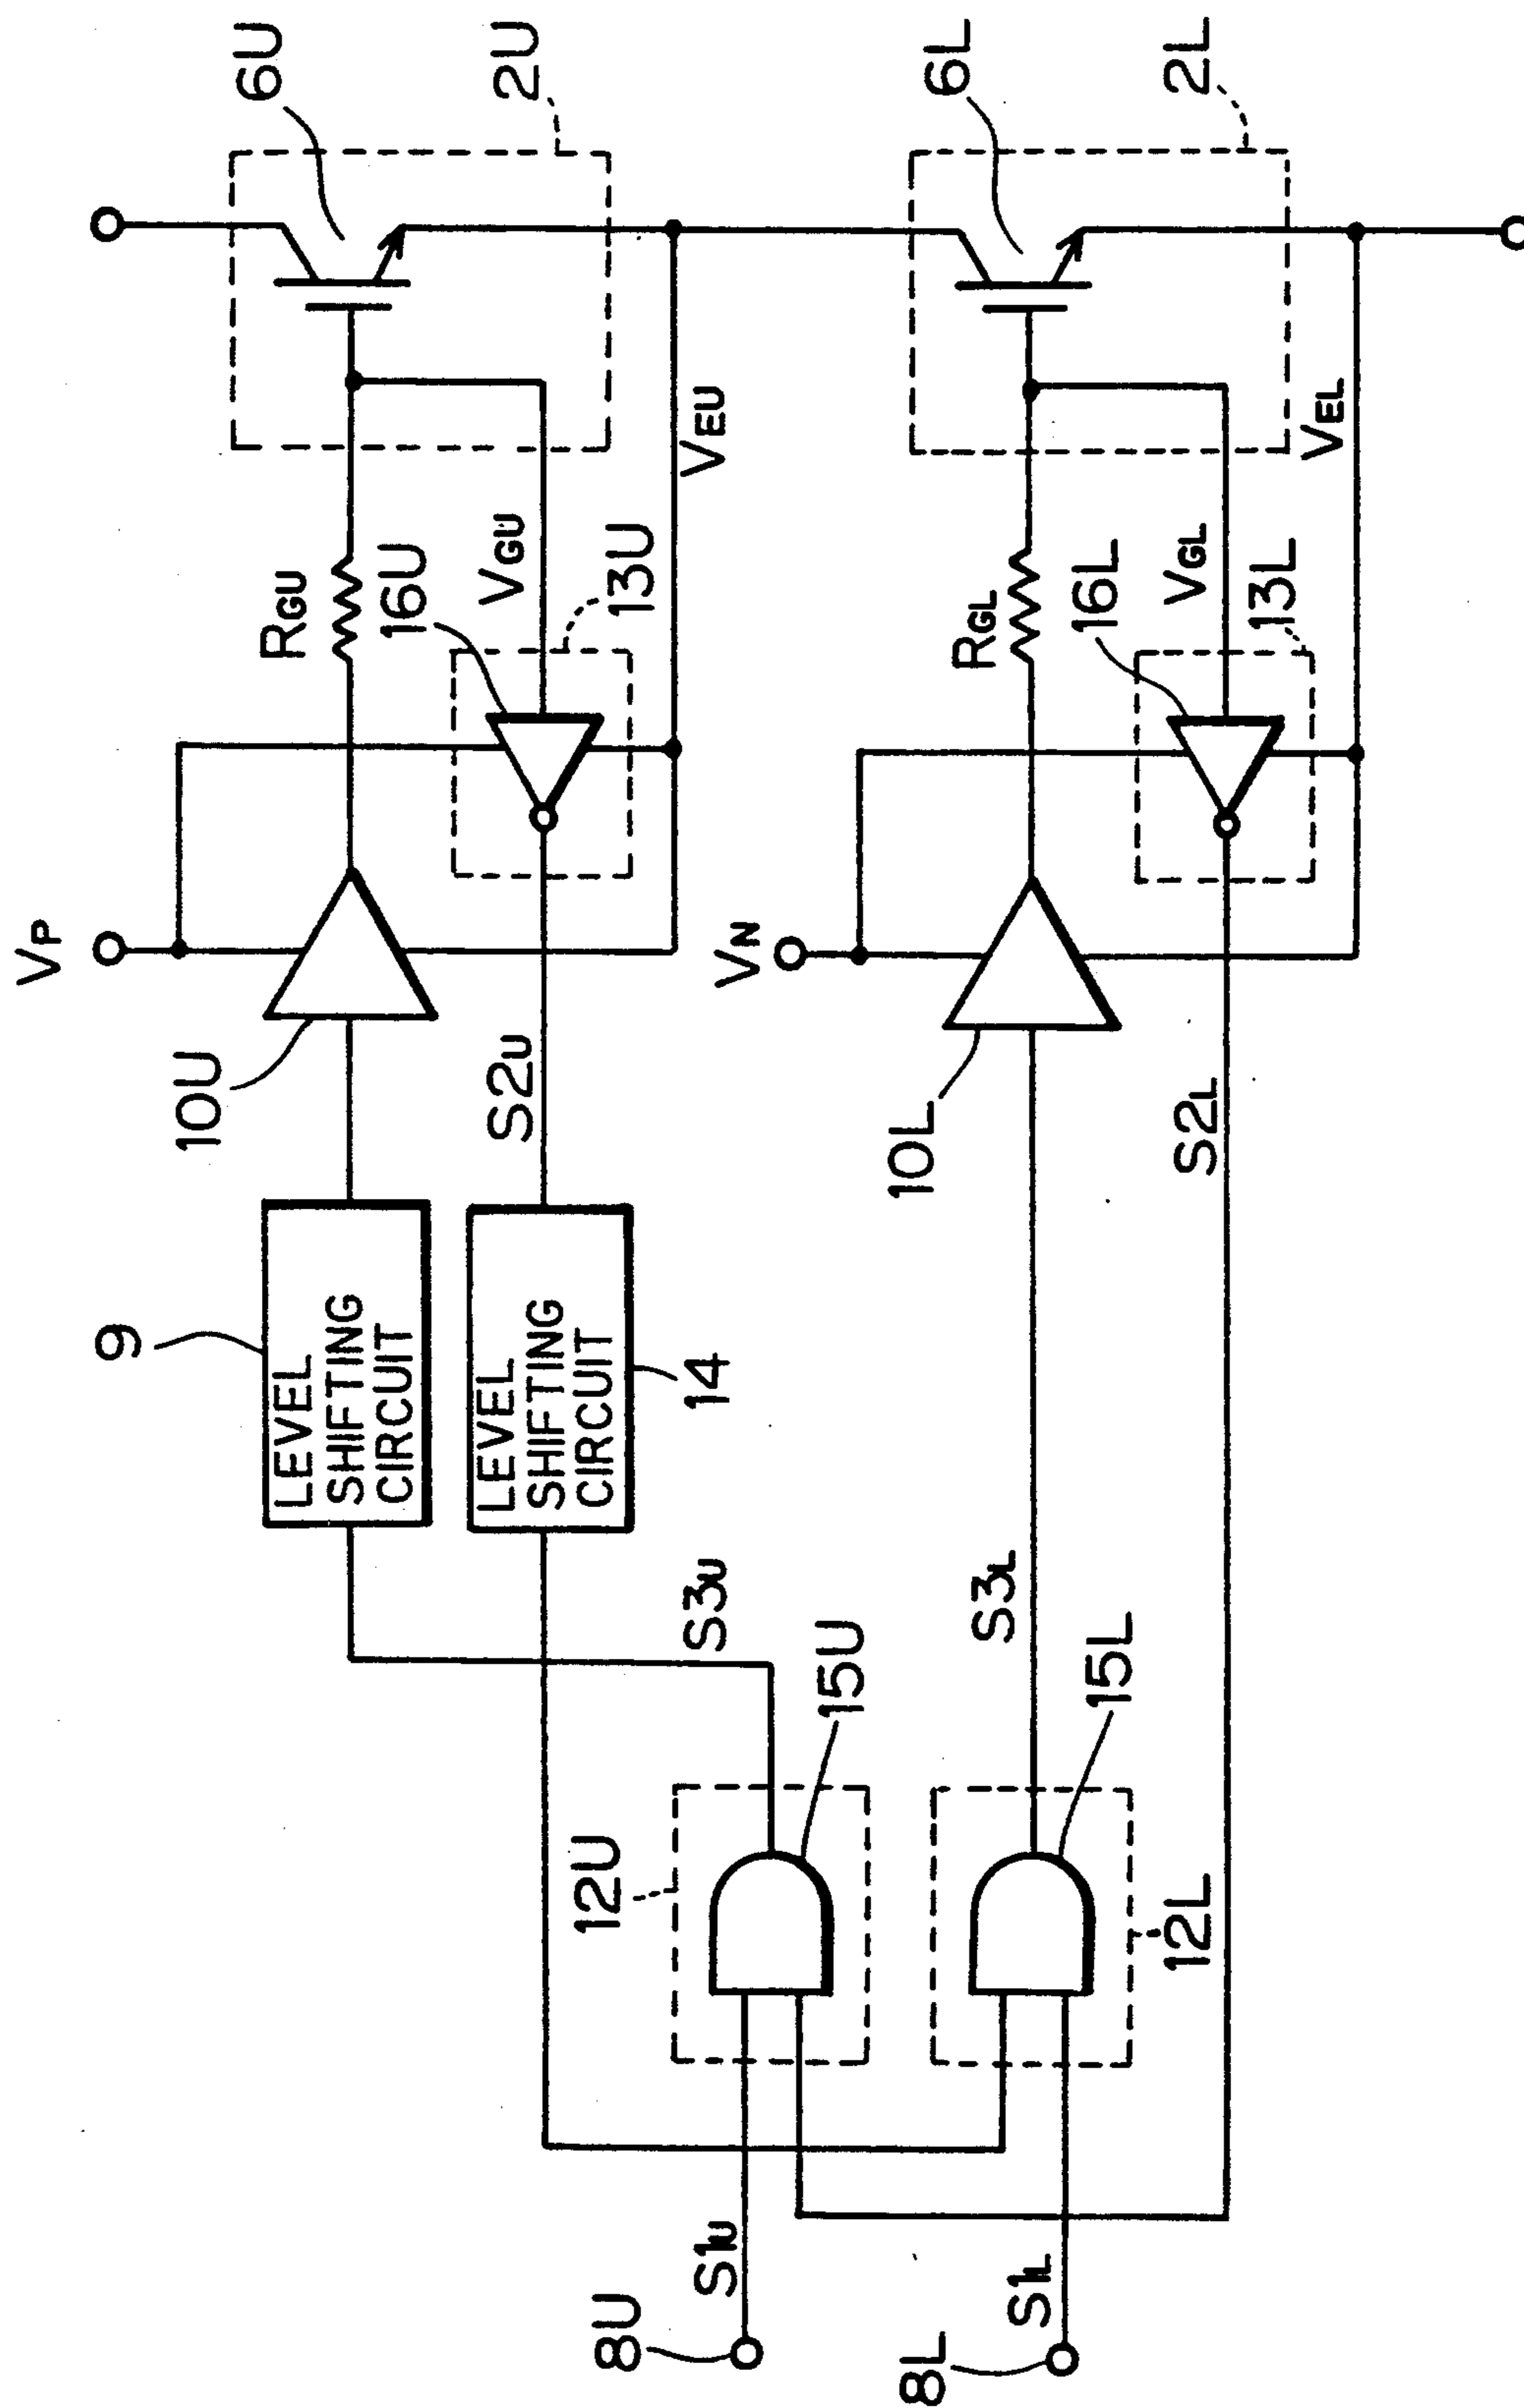 6U
2U
VP
10U
RGU
16U
VGU
13U
VEU
9
LEVEL
SHIFTING
CIRCUIT
LEVEL
SHIFTING
CIRCUIT
14
S2U
S3U
12U
15U
8U
S1U
6L
2L
VN
10L
RGL
16L
VGL
13L
VEL
S2L
S3L
15L
12L
8L
S1L